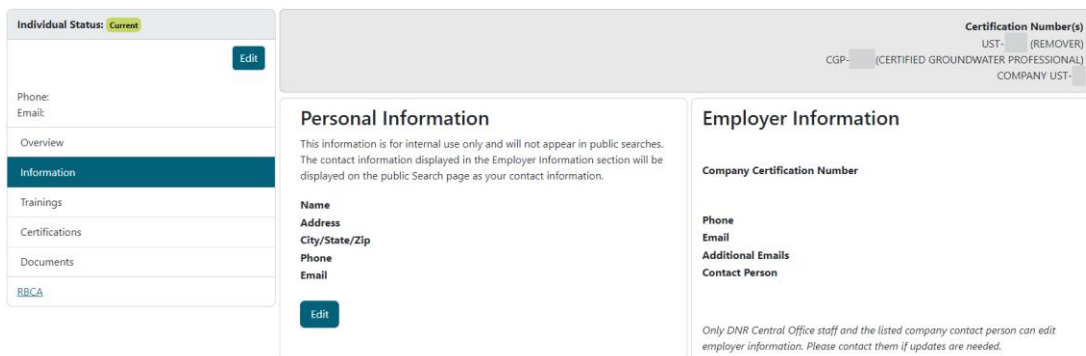 Individual Status: Current
Edit
Phone:
Email:
Overview
Information
Trainings
Certifications
Documents
RBCA
Certification Number(s)
UST- (REMOVER)
CGP- (CERTIFIED GROUNDWATER PROFESSIONAL)
COMPANY UST-
Personal Information
This information is for internal use only and will not appear in public searches.
The contact information displayed in the Employer Information section will be
displayed on the public Search page as your contact information.
Name
Address
City/State/Zip
Phone
Email
Edit
Employer Information
Company Certification Number
Phone
Email
Additional Emails
Contact Person
Only DNR Central Office staff and the listed company contact person can edit
employer information. Please contact them if updates are needed.